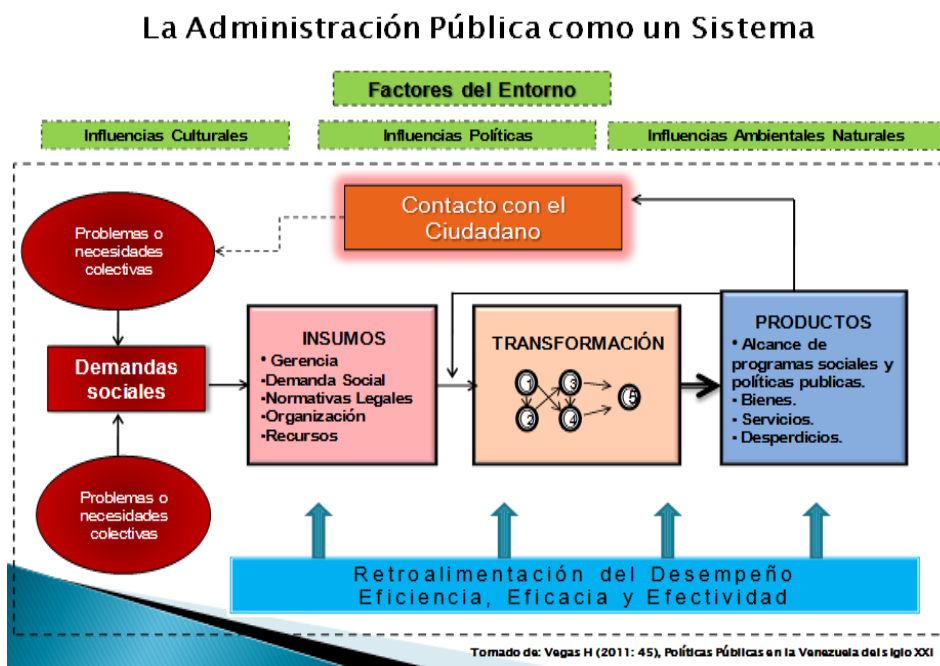 La Administración Pública como un Sistema
Factores del Entorno
Influencias Culturales
Influencias Políticas
Influencias Ambientales Naturales
Contacto con el
Ciudadano
Problemas o
necesidades
colectivas
Demandas
sociales
INSUMOS
• Gerencia
•Demanda Social
•Normativas Legales
•Organización
•Recursos
TRANSFORMACIÓN
1
3
2
4
5
PRODUCTOS
• Alcance de
programas sociales y
políticas publicas.
• Bienes.
• Servicios.
• Desperdicios.
Problemas o
necesidades
colectivas
Retroalimentación del Desempeño
Eficiencia, Eficacia y Efectividad
Tomado de: Vegas H (2011: 45), Políticas Públicas en la Venezuela del siglo XXI